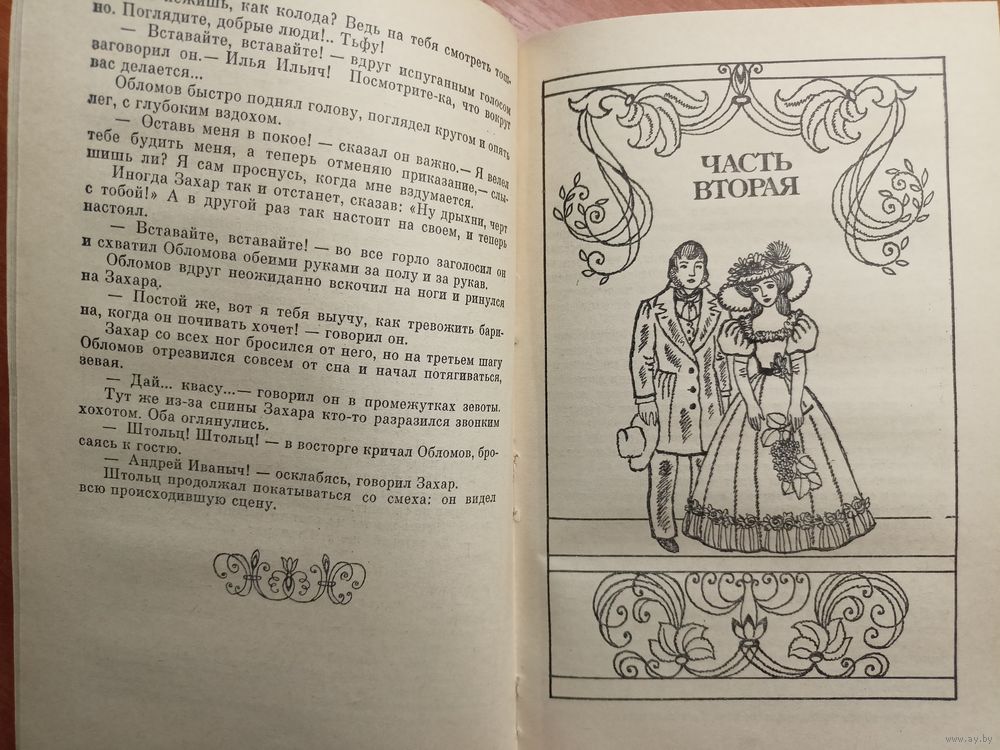 лежишь, как колода? Ведь на тебя смотреть тош-
но. Поглядите, добрые люди!.. Тьфу!
— Вставайте, вставайте! — вдруг испуганным голосом
заговорил он.— Илья Ильич! Посмотрите-ка, что вокруг
вас делается...
Обломов быстро поднял голову, поглядел кругом и опять
лег, с глубоким вздохом.
— Оставь меня в покое! — сказал он важно.— Я велел
тебе будить меня, а теперь отменяю приказание,— слы-
шишь ли? Я сам проснусь, когда мне вздумается.
Иногда Захар так и отстанет, сказав: «Ну дрыхни, черт
с тобой!» А в другой раз так настоит на своем, и теперь
настоял.
— Вставайте, вставайте! — во все горло заголосил он
и схватил Обломова обеими руками за полу и за рукав.
Обломов вдруг неожиданно вскочил на ноги и ринулся
на Захара.
— Постой же, вот я тебя выучу, как тревожить бари-
на, когда он почивать хочет! — говорил он.
Захар со всех ног бросился от него, но на третьем шагу
Обломов отрезвился совсем от сна и начал потягиваться,
зевая.
— Дай... квасу...— говорил он в промежутках зевоты.
Тут же из-за спины Захара кто-то разразился звонким
хохотом. Оба оглянулись.
— Штольц! Штольц! — в восторге кричал Обломов, бро-
саясь к гостю.
— Андрей Иваныч! — осклабясь, говорил Захар.
Штольц продолжал покатываться со смеха: он видел
всю происходившую сцену.
ЧАСТЬ
ВТОРАЯ
www.ay.by